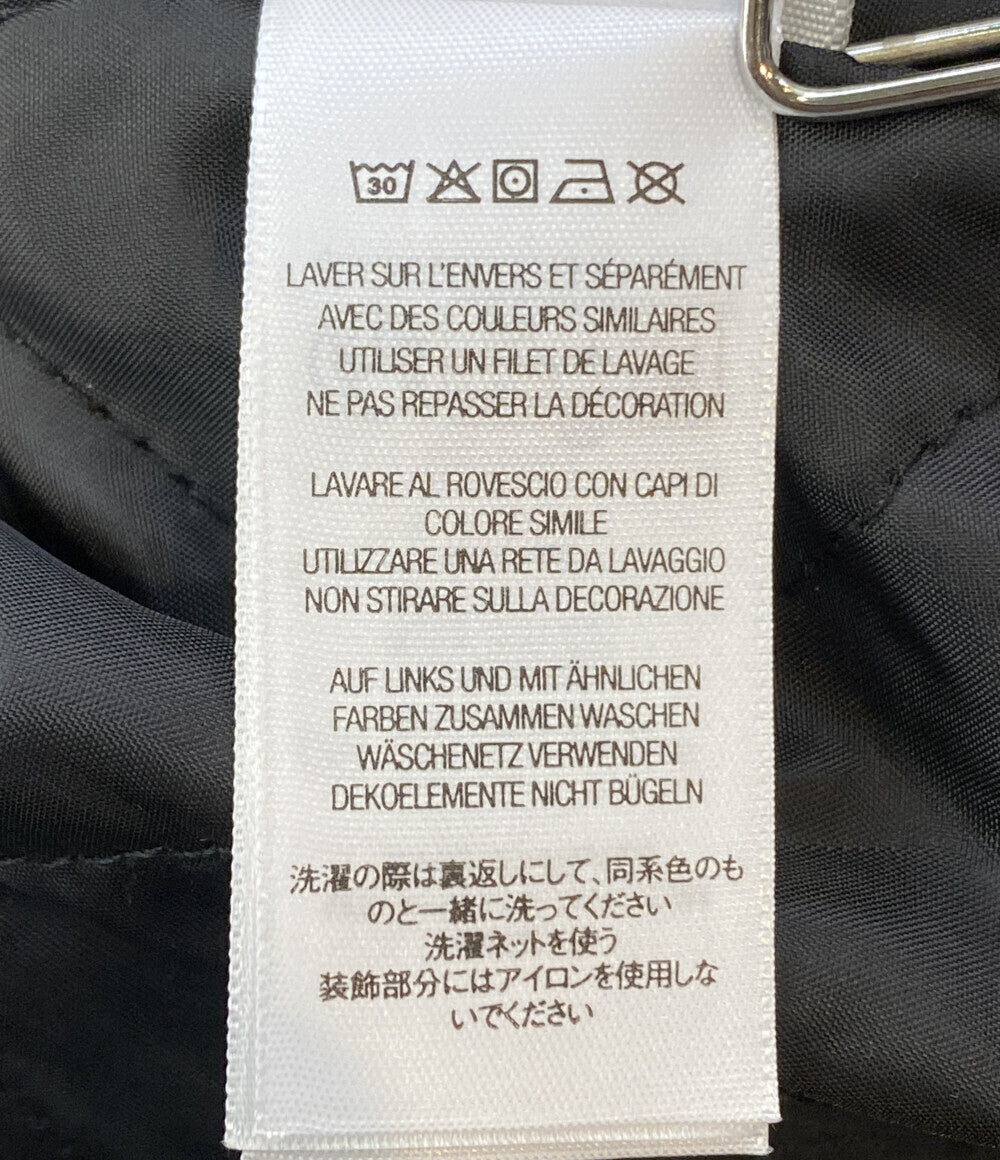 30
LAVER SUR L'ENVERS ET SÉPARÉMENT
AVEC DES COULEURS SIMILAIRES
UTILISER UN FILET DE LAVAGE
NE PAS REPASSER LA DÉCORATION
LAVARE AL ROVESCIO CON CAPI DI
COLORE SIMILE
UTILIZZARE UNA RETE DA LAVAGGIO
NON STIRARE SULLA DECORAZIONE
AUF LINKS UND MIT ÄHNLICHEN
FARBEN ZUSAMMEN WASCHEN
WÄSCHENETZ VERWENDEN
DEKOELEMENTE NICHT BÜGELN
洗濯の際は裏返しにして、同系色のも
のと一緒に洗ってください
洗濯ネットを使う
装飾部分にはアイロンを使用しな
いでください